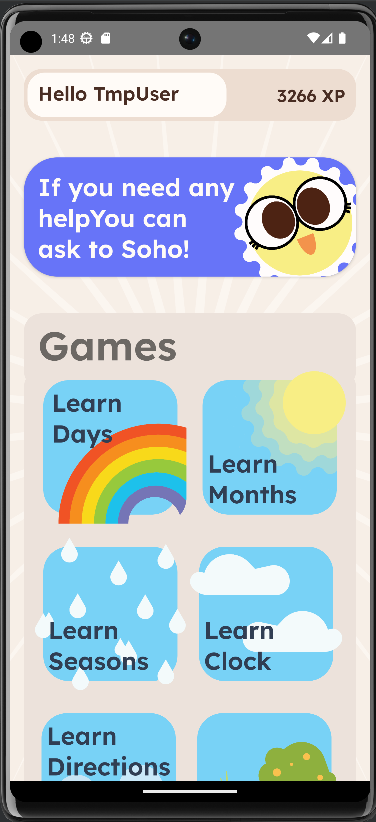 1:48
Hello TmpUser
3266 XP
If you need any
helpYou can
ask to Soho!
Games
Learn
Days
Learn
Months
Learn
Seasons
Learn
Clock
Learn
Directions